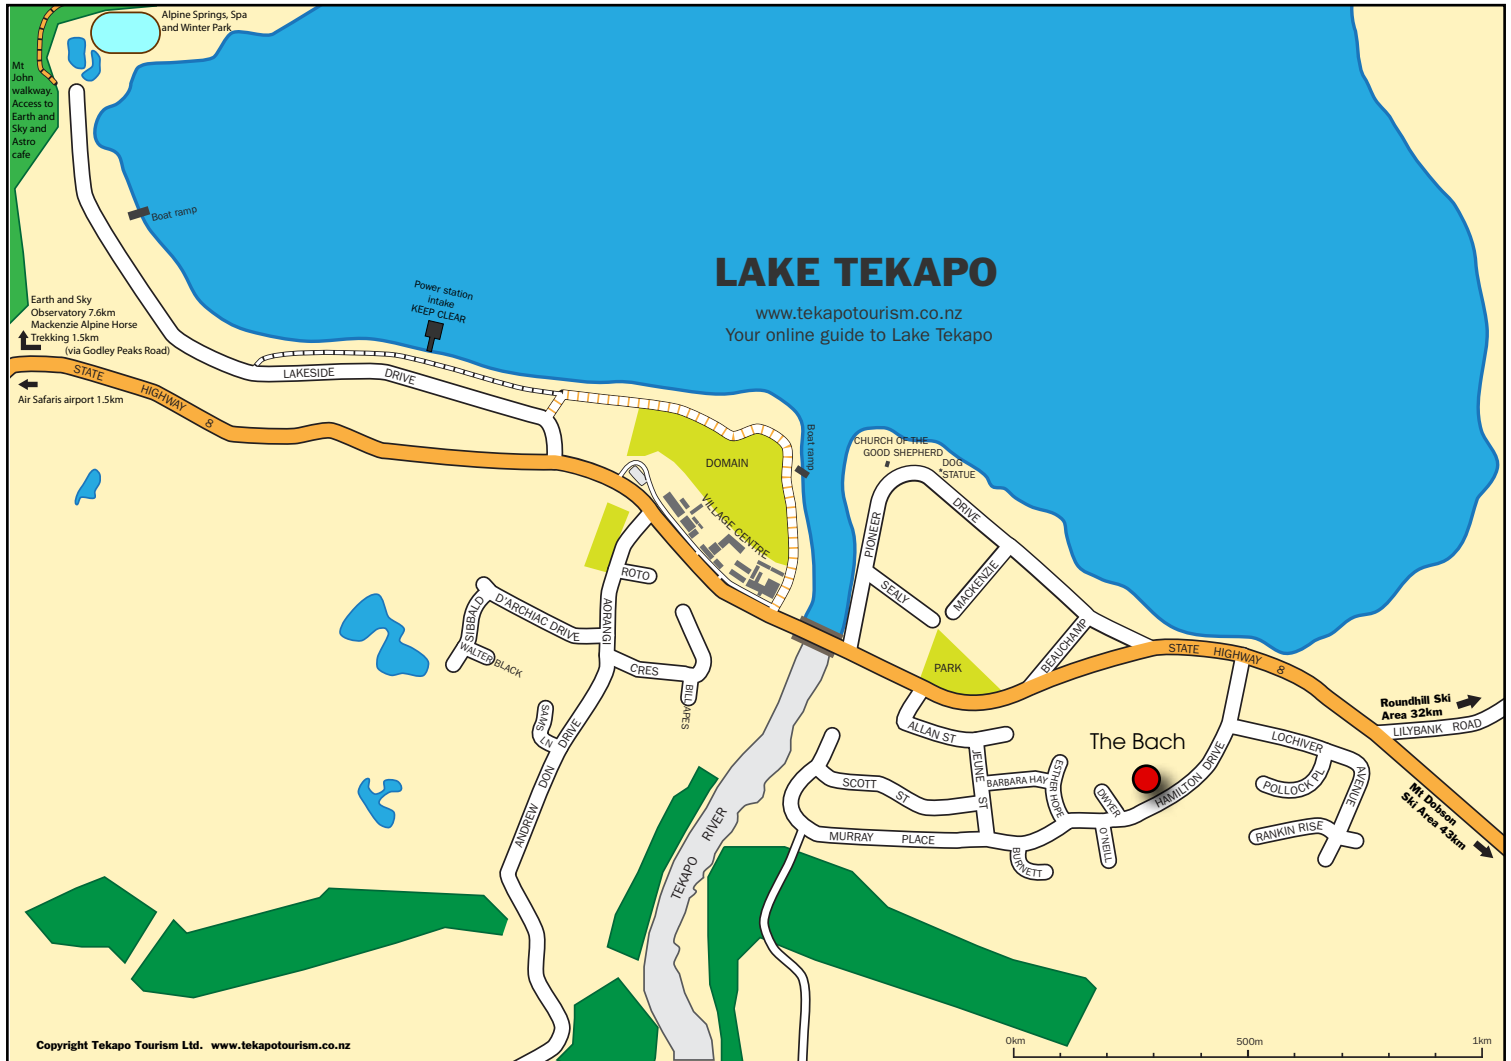 Alpine Springs, Spa
and Winter Park
Mt
John
walkway.
Access to
Earth and
Sky and
Astro
cafe
Boat ramp
Power station
intake
KEEP CLEAR
LAKE TEKAPO
www.tekapotourism.co.nz
Your online guide to Lake Tekapo
Earth and Sky
Observatory 7.6km
Mackenzie Alpine Horse
Trekking 1.5km
(via Godley Peaks Road)
STATE HIGHWAY 8
Air Safaris airport 1.5km
LAKESIDE DRIVE
DOMAIN
Boat ramp
VILLAGE CENTRE
CHURCH OF THE
GOOD SHEPHERD
DOG
*STATUE
PIONEER DRIVE
SEALY
MACKENZIE
BEAUCHAMP
PARK
STATE HIGHWAY 8
ROTO
AORANGI
CRES
D'ARCHIAC DRIVE
SIBBALD
WALTER BLACK
BILL APES
SAMS
LN
ANDREW DON DRIVE
TEKAPO RIVER
ALLAN ST
JEUNE ST
SCOTT ST
MURRAY PLACE
BARBARA HAY
ESTHER HOPE
BURNETT
DWYER
O'NEILL
The Bach
HAMILTON DRIVE
LOCHIVER
AVENUE
POLLOCK PL
RANKIN RISE
Roundhill Ski
Area 32km
LILYBANK ROAD
Mt Dobson
Ski Area 43km
Copyright Tekapo Tourism Ltd. www.tekapotourism.co.nz
0km 500m 1km